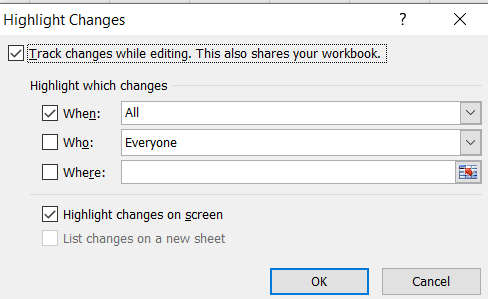 Highlight Changes ?
Track changes while editing. This also shares your workbook.
Highlight which changes
When: All
Who: Everyone
Where:
Highlight changes on screen
List changes on a new sheet
OK Cancel